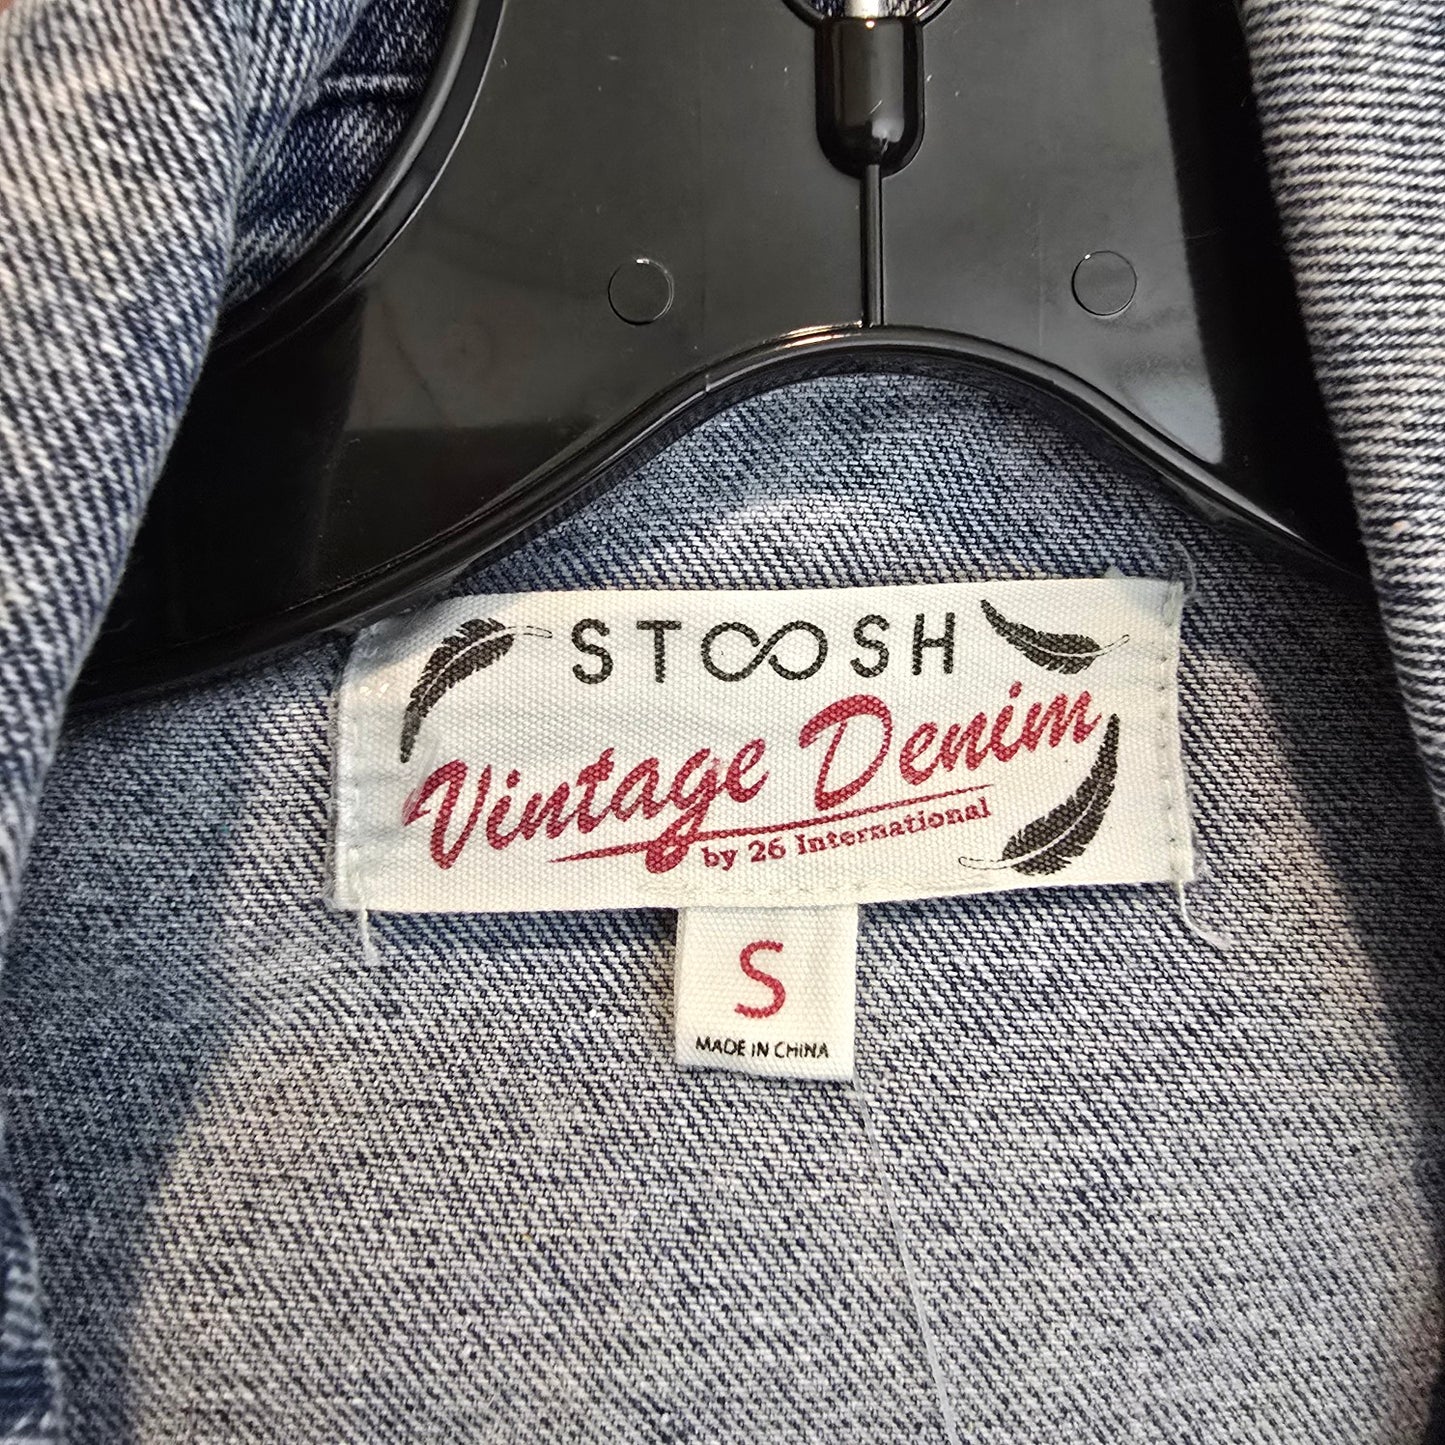 STOOSH
Vintage Denim
by 26 International
S
MADE IN CHINA